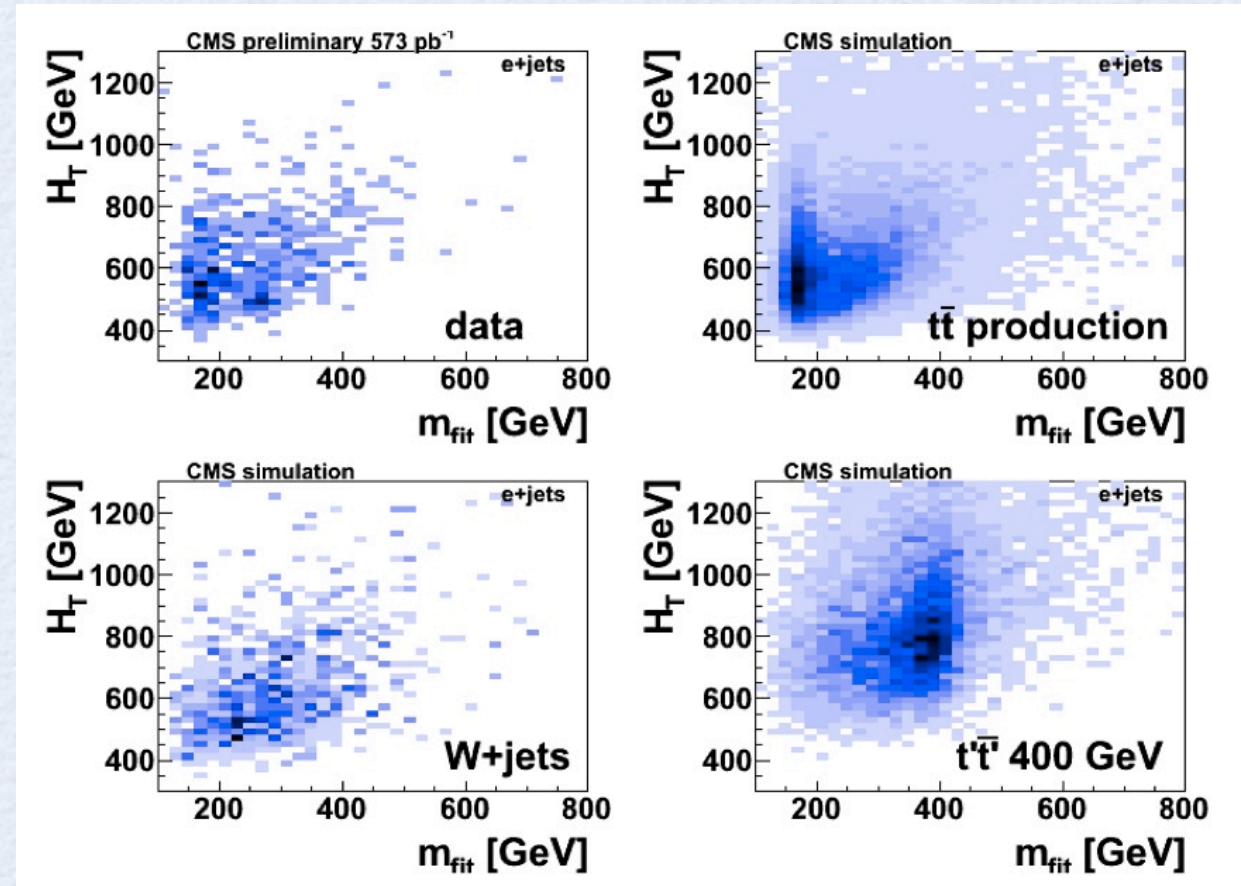 CMS preliminary 573 pb⁻¹
e+jets
H_T [GeV]
1200
1000
800
600
400
data
200 400 600 800
m_fit [GeV]
CMS simulation
e+jets
H_T [GeV]
1200
1000
800
600
400
tt̄ production
200 400 600 800
m_fit [GeV]
CMS simulation
e+jets
H_T [GeV]
1200
1000
800
600
400
W+jets
200 400 600 800
m_fit [GeV]
CMS simulation
e+jets
H_T [GeV]
1200
1000
800
600
400
t't̄' 400 GeV
200 400 600 800
m_fit [GeV]